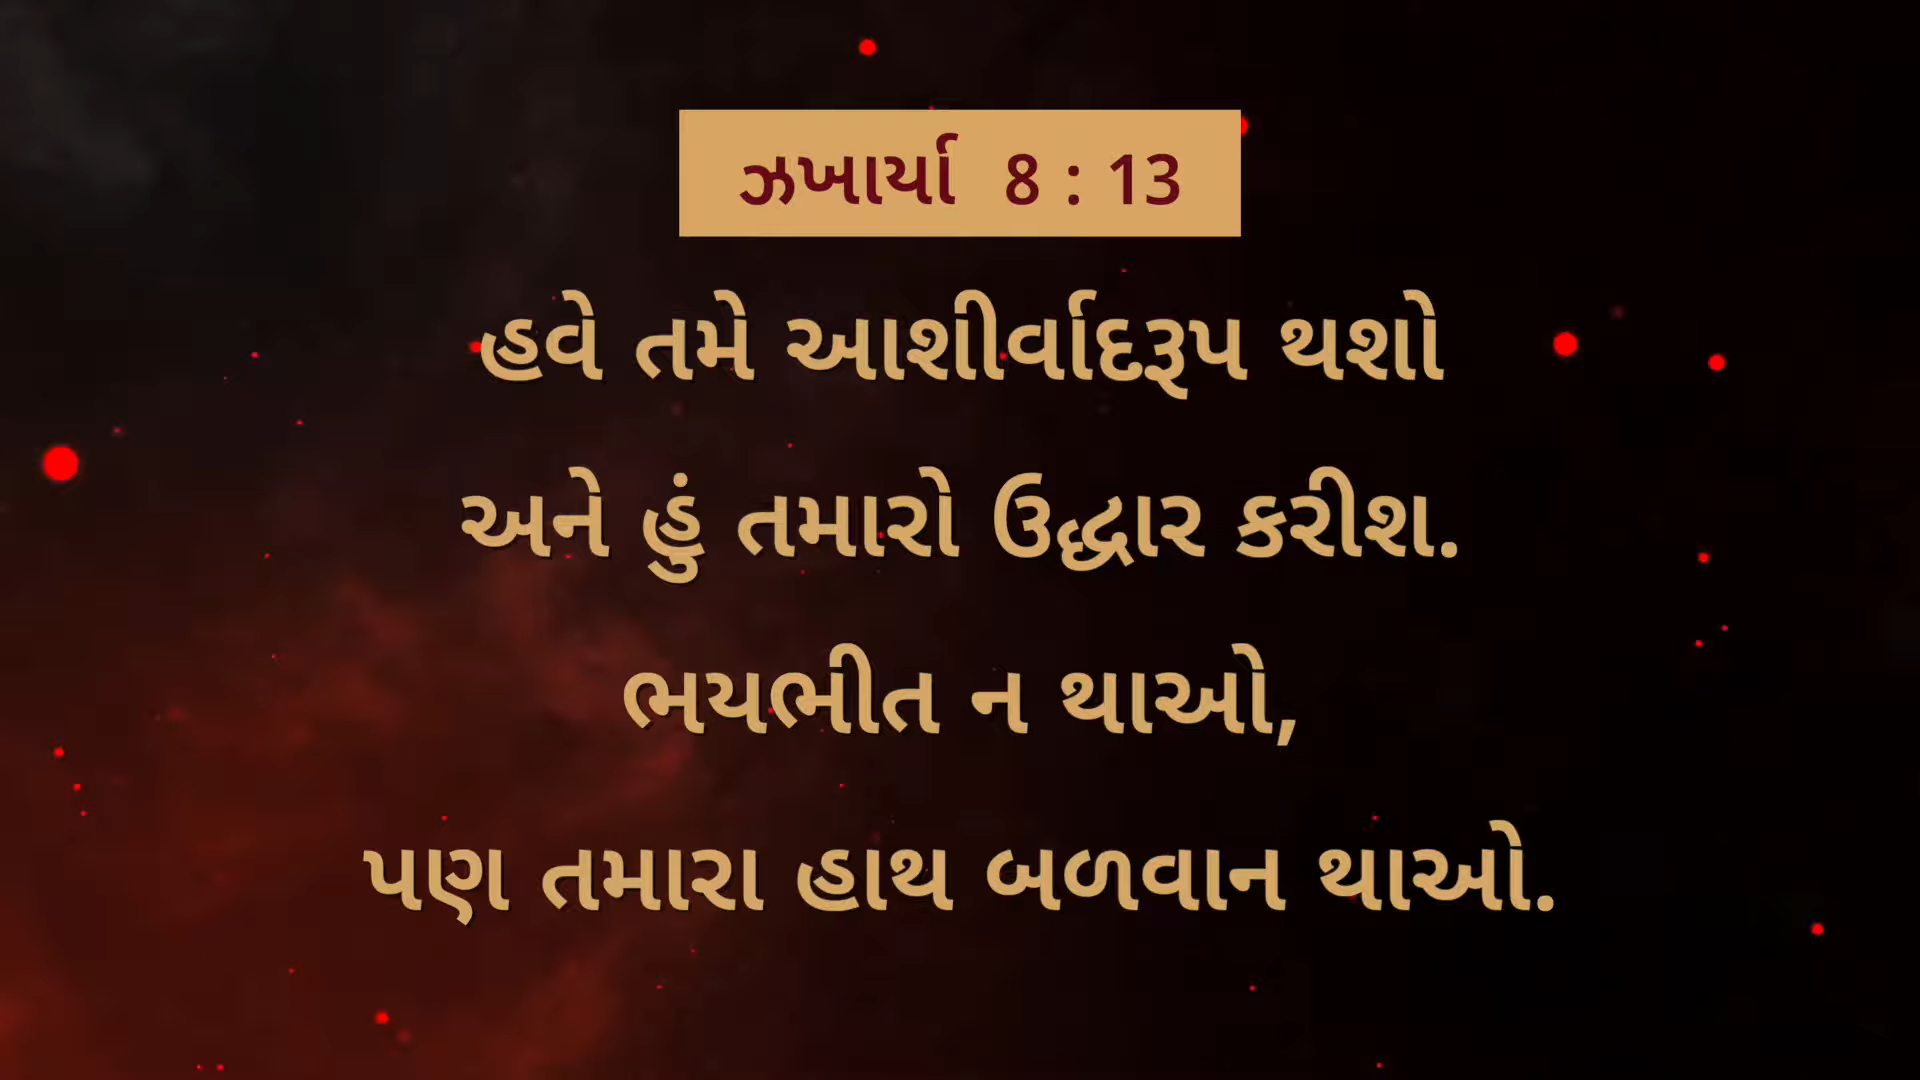 ઝખાર્યા 8 : 13
હવે તમે આશીર્વાદરૂપ થશો
અને હું તમારો ઉદ્ધાર કરીશ.
ભયભીત ન થાઓ,
પણ તમારા હાથ બળવાન થાઓ.